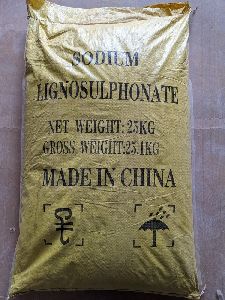 SODIUM
LIGNOSULPHONATE
NET WEIGHT:25KG
GROSS WEIGHT:25.1KG
MADE IN CHINA